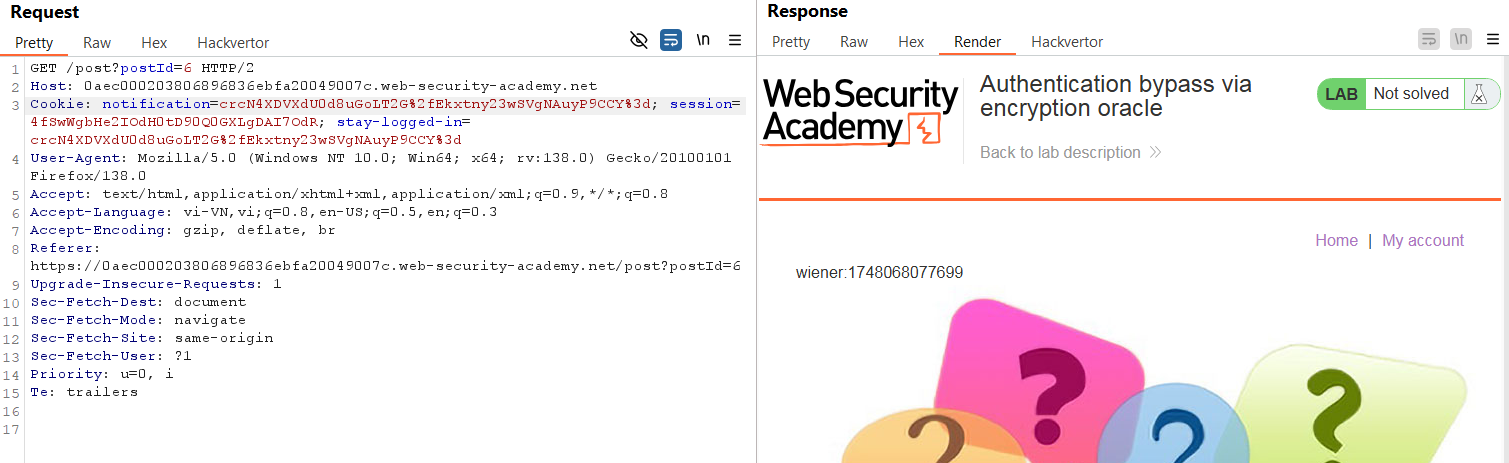 Request
Pretty Raw Hex Hackvertor
\n
1 GET /post?postId=6 HTTP/2
2 Host: 0aec000203806896836ebfa20049007c.web-security-academy.net
3 Cookie: notification=crcN4XDVXdU0d8uGoLT2G%2fEkxtny23wSVgNAuyP9CCY%3d; session=
4fSwWgbHe2IOdH0tD90Q0GXLgDAI7OdR; stay-logged-in=
crcN4XDVXdU0d8uGoLT2G%2fEkxtny23wSVgNAuyP9CCY%3d
4 User-Agent: Mozilla/5.0 (Windows NT 10.0; Win64; x64; rv:138.0) Gecko/20100101
Firefox/138.0
5 Accept: text/html,application/xhtml+xml,application/xml;q=0.9,*/*;q=0.8
6 Accept-Language: vi-VN,vi;q=0.8,en-US;q=0.5,en;q=0.3
7 Accept-Encoding: gzip, deflate, br
8 Referer:
https://0aec000203806896836ebfa20049007c.web-security-academy.net/post?postId=6
9 Upgrade-Insecure-Requests: 1
10 Sec-Fetch-Dest: document
11 Sec-Fetch-Mode: navigate
12 Sec-Fetch-Site: same-origin
13 Sec-Fetch-User: ?1
14 Priority: u=0, i
15 Te: trailers
16
17
Response
Pretty Raw Hex Render Hackvertor
\n
WebSecurity
Academy
Authentication bypass via
encryption oracle
Back to lab description
LAB Not solved
Home | My account
wiener:1748068077699
? ? ? ?